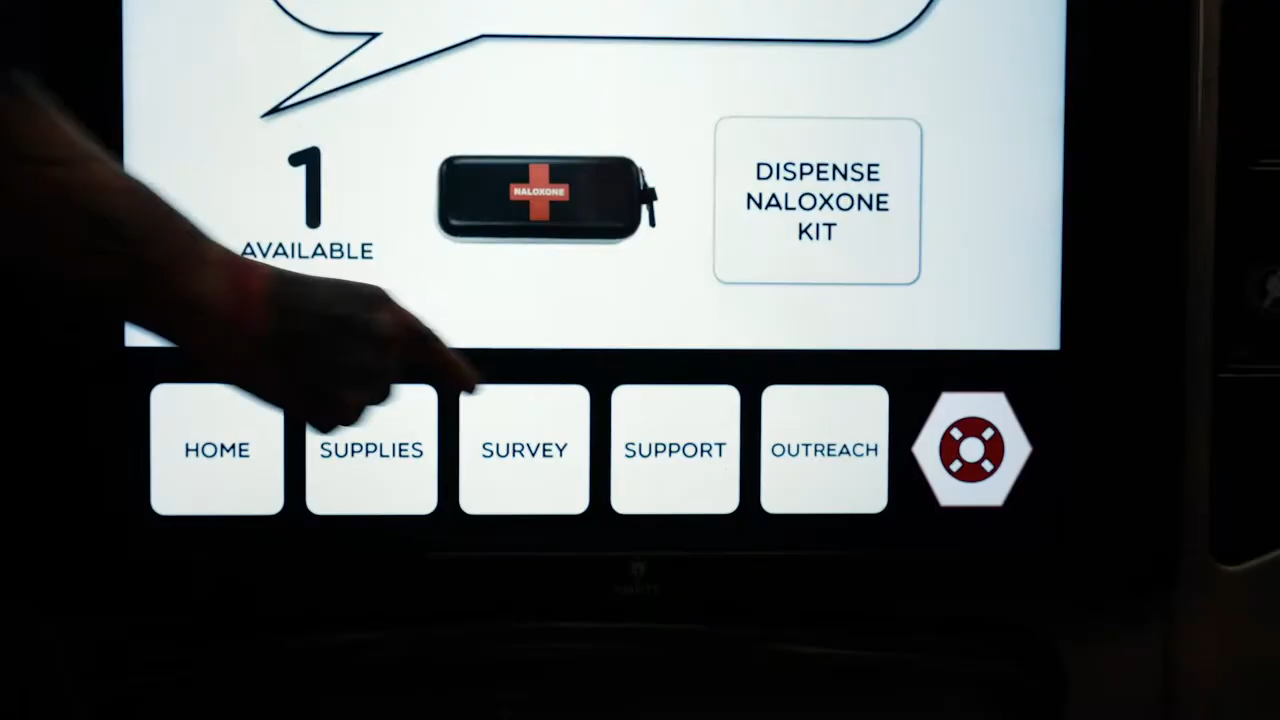 1
AVAILABLE
NALOXONE
DISPENSE
NALOXONE
KIT
HOME
SUPPLIES
SURVEY
SUPPORT
OUTREACH